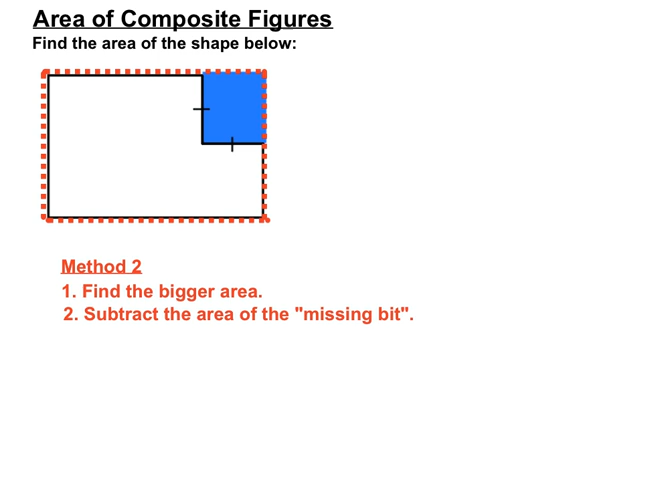 Area of Composite Figures
Find the area of the shape below:
Method 2
1. Find the bigger area.
2. Subtract the area of the "missing bit".